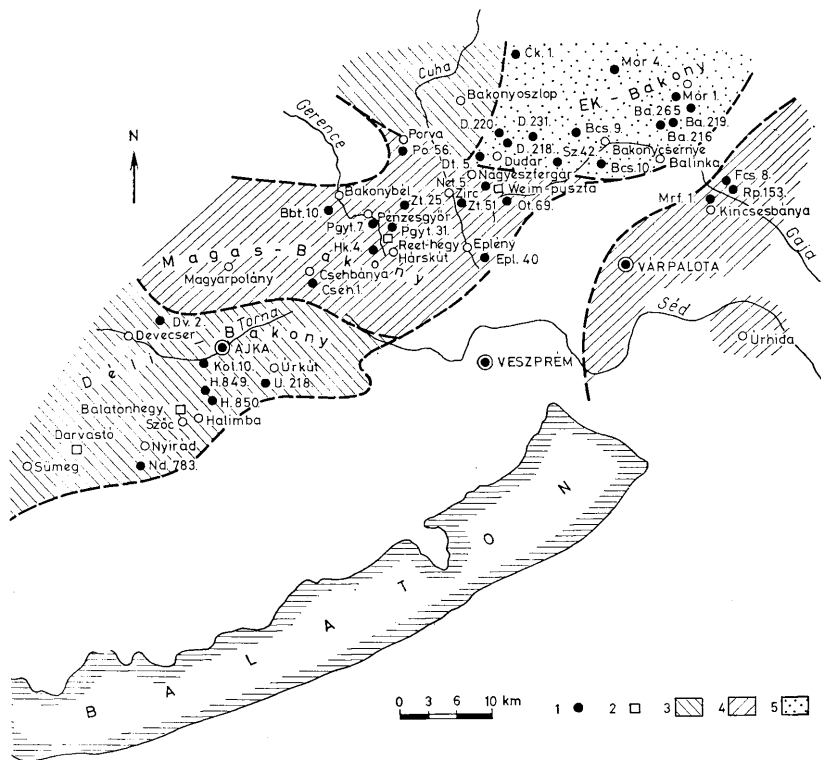 Ck. 1.
Mór 4.
Cuha
EK - Bakony
Bakonyoszlop
Mór 1.
Ba. 265
Ba. 219.
Ba. 216
Gerence
D. 220
D. 231.
Bcs. 9.
D. 218.
Bakonycsernye
N
Porva
Po. 56.
Dt. 5.
Dudar
Sz. 42.
Bcs. 10.
Balinka
Nagyesztergár
Fcs. 8.
Net. 5.
Weim-puszta
Rp. 153.
Bakonybél
Zirc
Zt. 25.
Zt. 51.
Ot. 69.
Mrf. 1.
Kincsesbánya
Bbt. 10.
Pénzesgyőr
Pgyt. 7.
Pgyt. 31.
Gaja
Hk. 4.
Reet-hegy
Hárskút
Eplény
Epl. 40
Magas-Bakony
Magyarpolány
Csehbánya
Cseh. 1.
VÁRPALOTA
Séd
Dv. 2.
Torna
Devecser
AJKA
Déli-Bakony
VESZPRÉM
Úrhida
Kol. 10.
Úrkút
H. 849.
U. 218.
H. 850.
Balatonhegy
Szőc
Halimba
Darvastó
Nyirád
Sümeg
Nd. 783.
BALATON
0 3 6 10 km
1 2 3 4 5